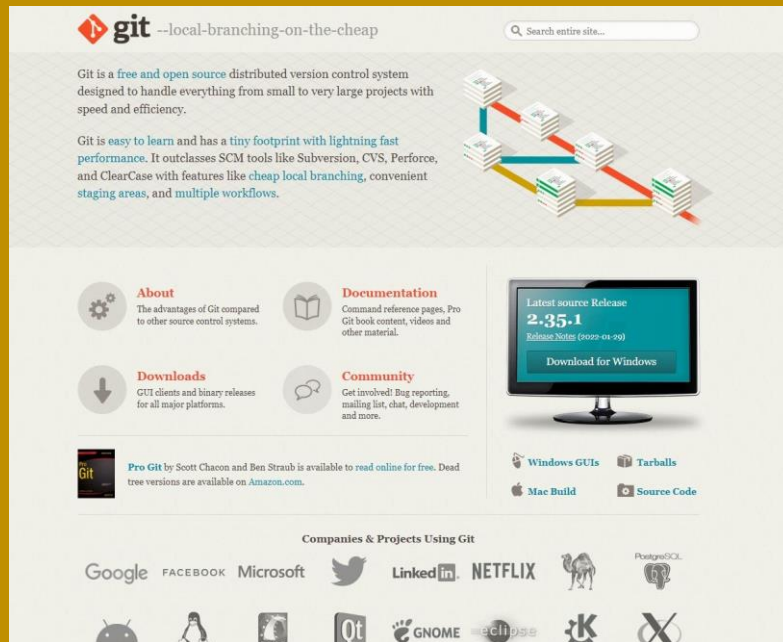 git --local-branching-on-the-cheap
Search entire site...
Git is a free and open source distributed version control system
designed to handle everything from small to very large projects with
speed and efficiency.
Git is easy to learn and has a tiny footprint with lightning fast
performance. It outclasses SCM tools like Subversion, CVS, Perforce,
and ClearCase with features like cheap local branching, convenient
staging areas, and multiple workflows.
About
The advantages of Git compared
to other source control systems.
Documentation
Command reference pages, Pro
Git book content, videos and
other material.
Downloads
GUI clients and binary releases
for all major platforms.
Community
Get involved! Bug reporting,
mailing list, chat, development
and more.
Latest source Release
2.35.1
Release Notes (2022-01-29)
Download for Windows
Windows GUIs
Tarballs
Mac Build
Source Code
Pro
Git
Pro Git by Scott Chacon and Ben Straub is available to read online for free. Dead
tree versions are available on Amazon.com.
Companies & Projects Using Git
Google FACEBOOK Microsoft Linked in NETFLIX PostgreSQL
Qt GNOME eclipse K X